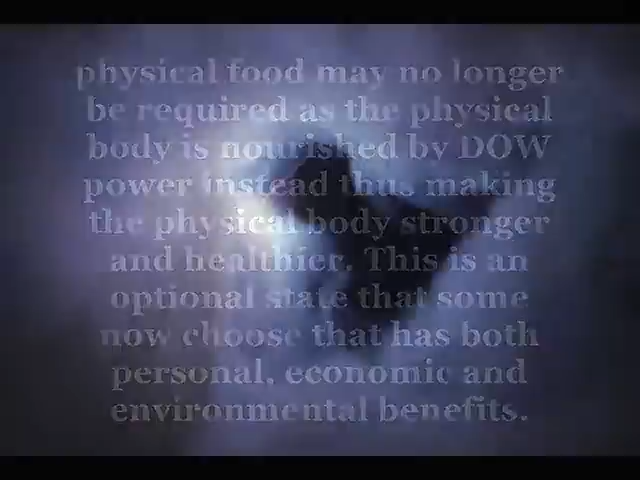 physical food may no longer
be required as the physical
body is nourished by DOW
power instead thus making
the physical body stronger
and healthier. This is an
optional state that some
now choose that has both
personal, economic and
environmental benefits.